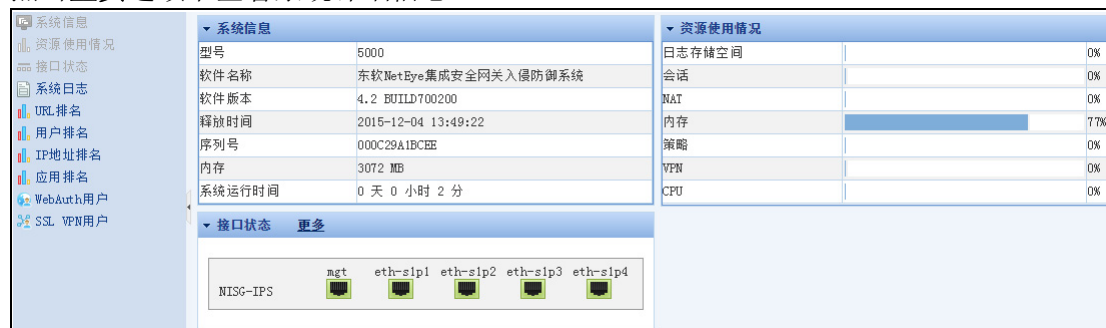 系统信息
资源使用情况
接口状态
系统日志
URL排名
用户排名
IP地址排名
应用排名
WebAuth用户
SSL VPN用户
系统信息
型号 5000
软件名称 东软NetEye集成安全网关入侵防御系统
软件版本 4.2 BUILD700200
释放时间 2015-12-04 13:49:22
序列号 000C29A1BCEE
内存 3072 MB
系统运行时间 0 天 0 小时 2 分
接口状态 更多
mgt eth-s1p1 eth-s1p2 eth-s1p3 eth-s1p4
NISG-IPS
资源使用情况
日志存储空间 0%
会话 0%
NAT 0%
内存 77%
策略 0%
VPN 0%
CPU 0%